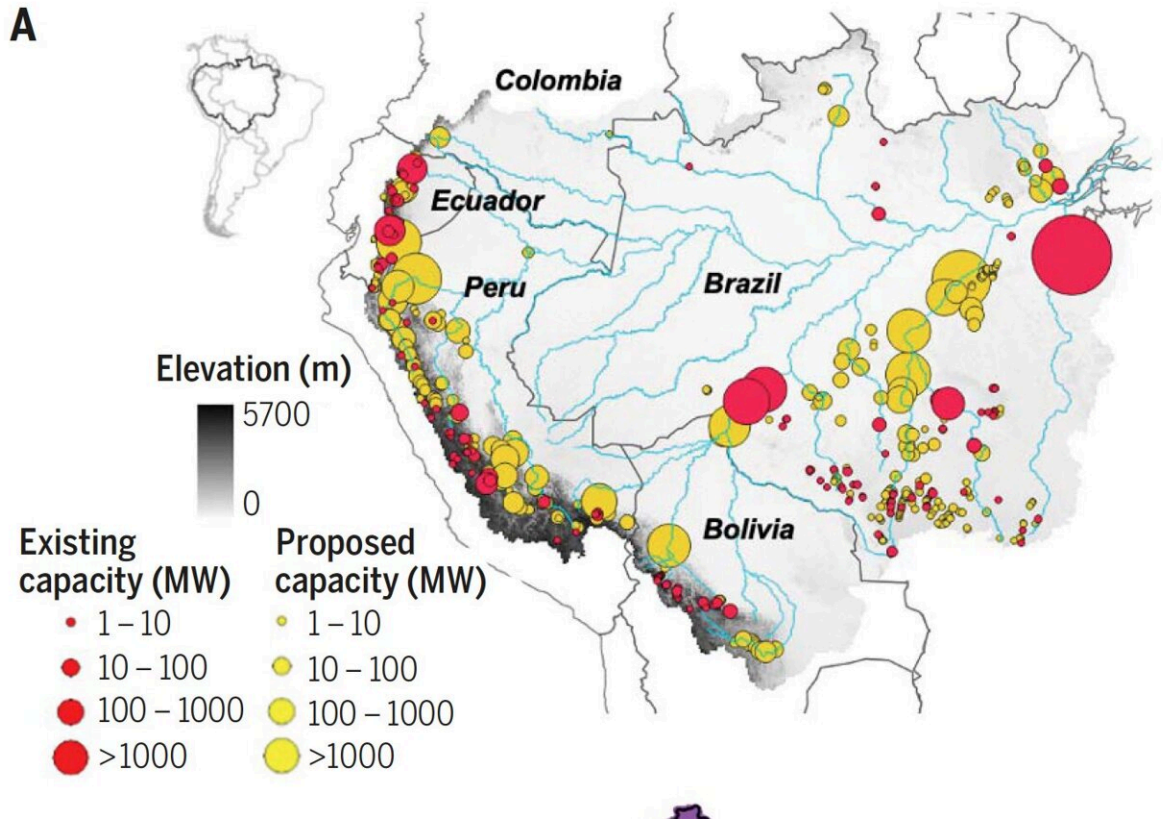 A
Colombia
Ecuador
Peru
Brazil
Bolivia
Elevation (m)
5700
0
Existing
capacity (MW)
1–10
10–100
100–1000
>1000
Proposed
capacity (MW)
1–10
10–100
100–1000
>1000